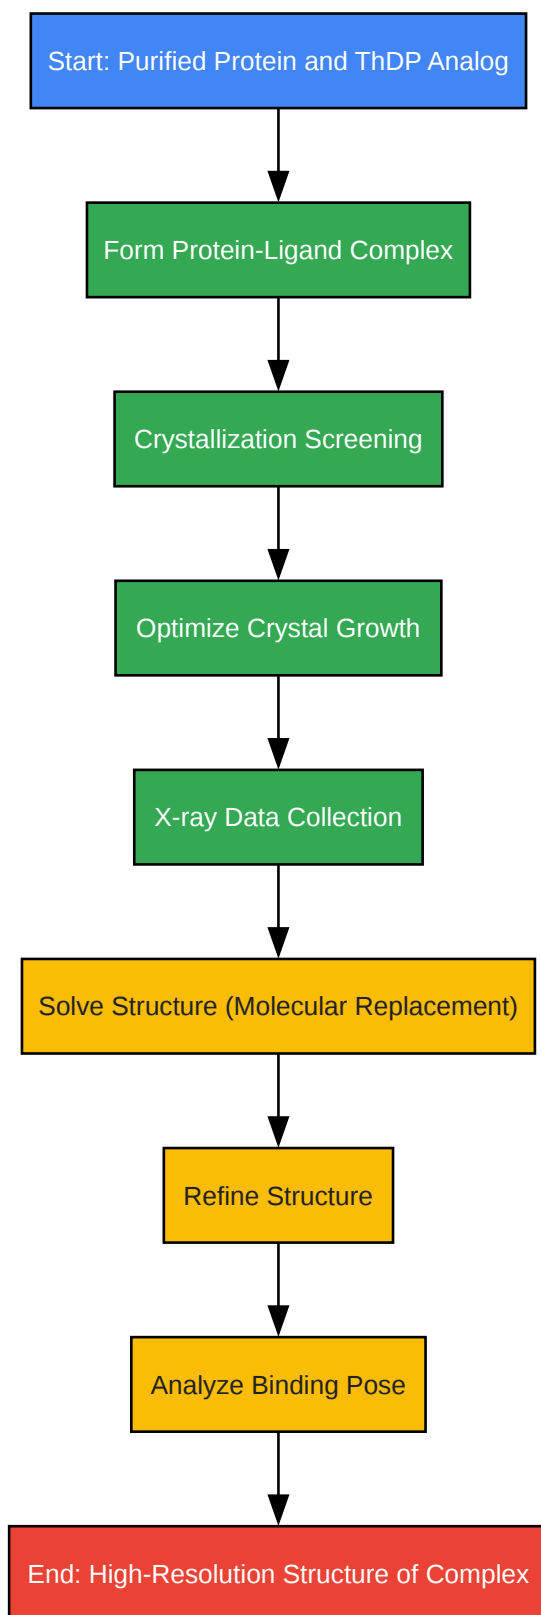 Start: Purified Protein and ThDP Analog
Form Protein-Ligand Complex
Crystallization Screening
Optimize Crystal Growth
X-ray Data Collection
Solve Structure (Molecular Replacement)
Refine Structure
Analyze Binding Pose
End: High-Resolution Structure of Complex